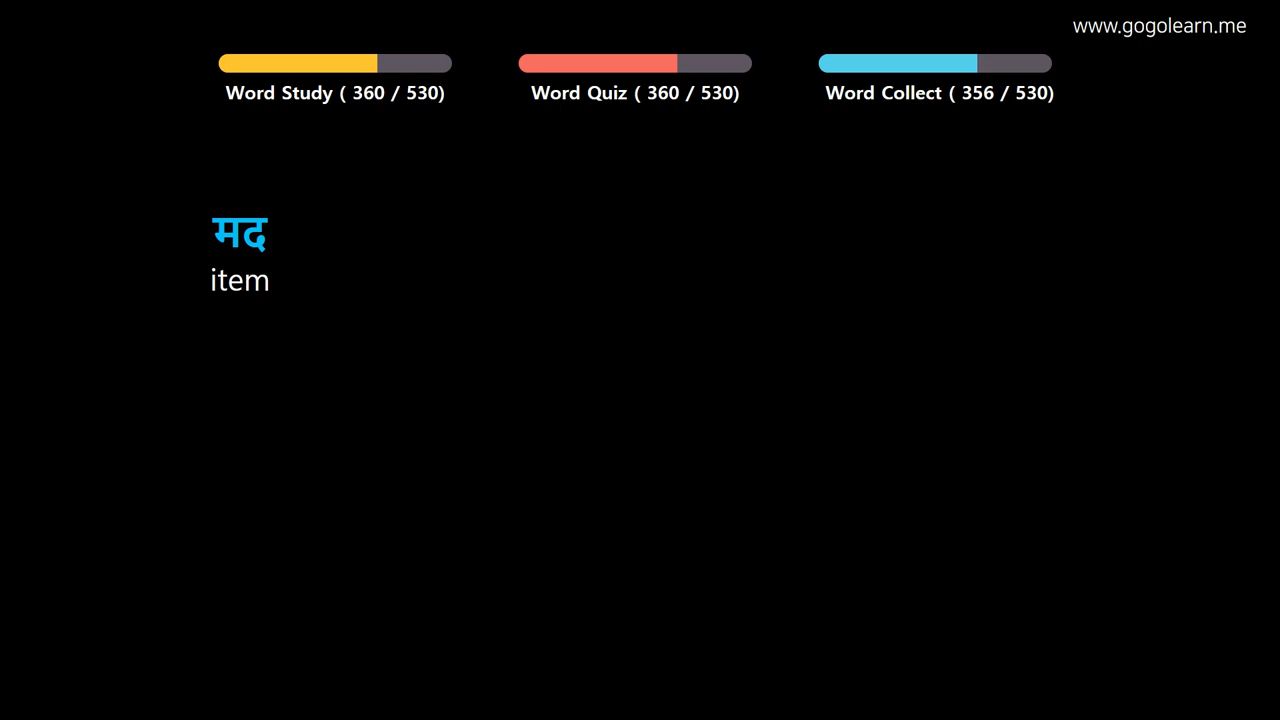 www.gogolearn.me
Word Study ( 360 / 530)
Word Quiz ( 360 / 530)
Word Collect ( 356 / 530)
मद
item